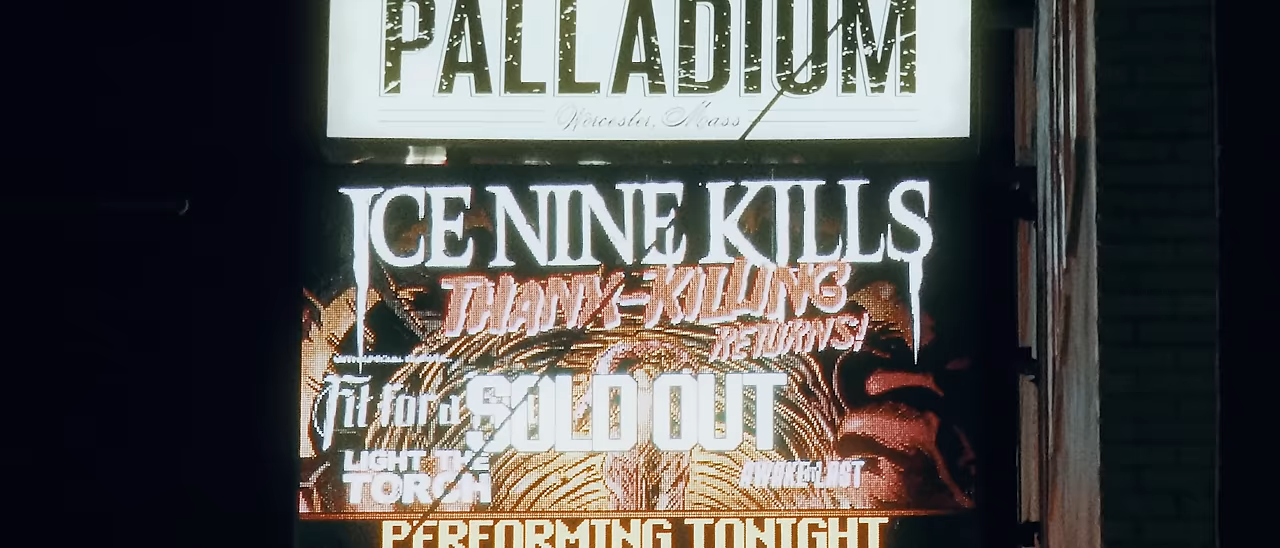 PALLADIUM
Worcester, Mass
ICE NINE KILLS
THANX-KILLING
RETURNS!
Fit for a
SOLD OUT
LIGHT THE
TORCH
AWAKE AT LAST
PERFORMING TONIGHT